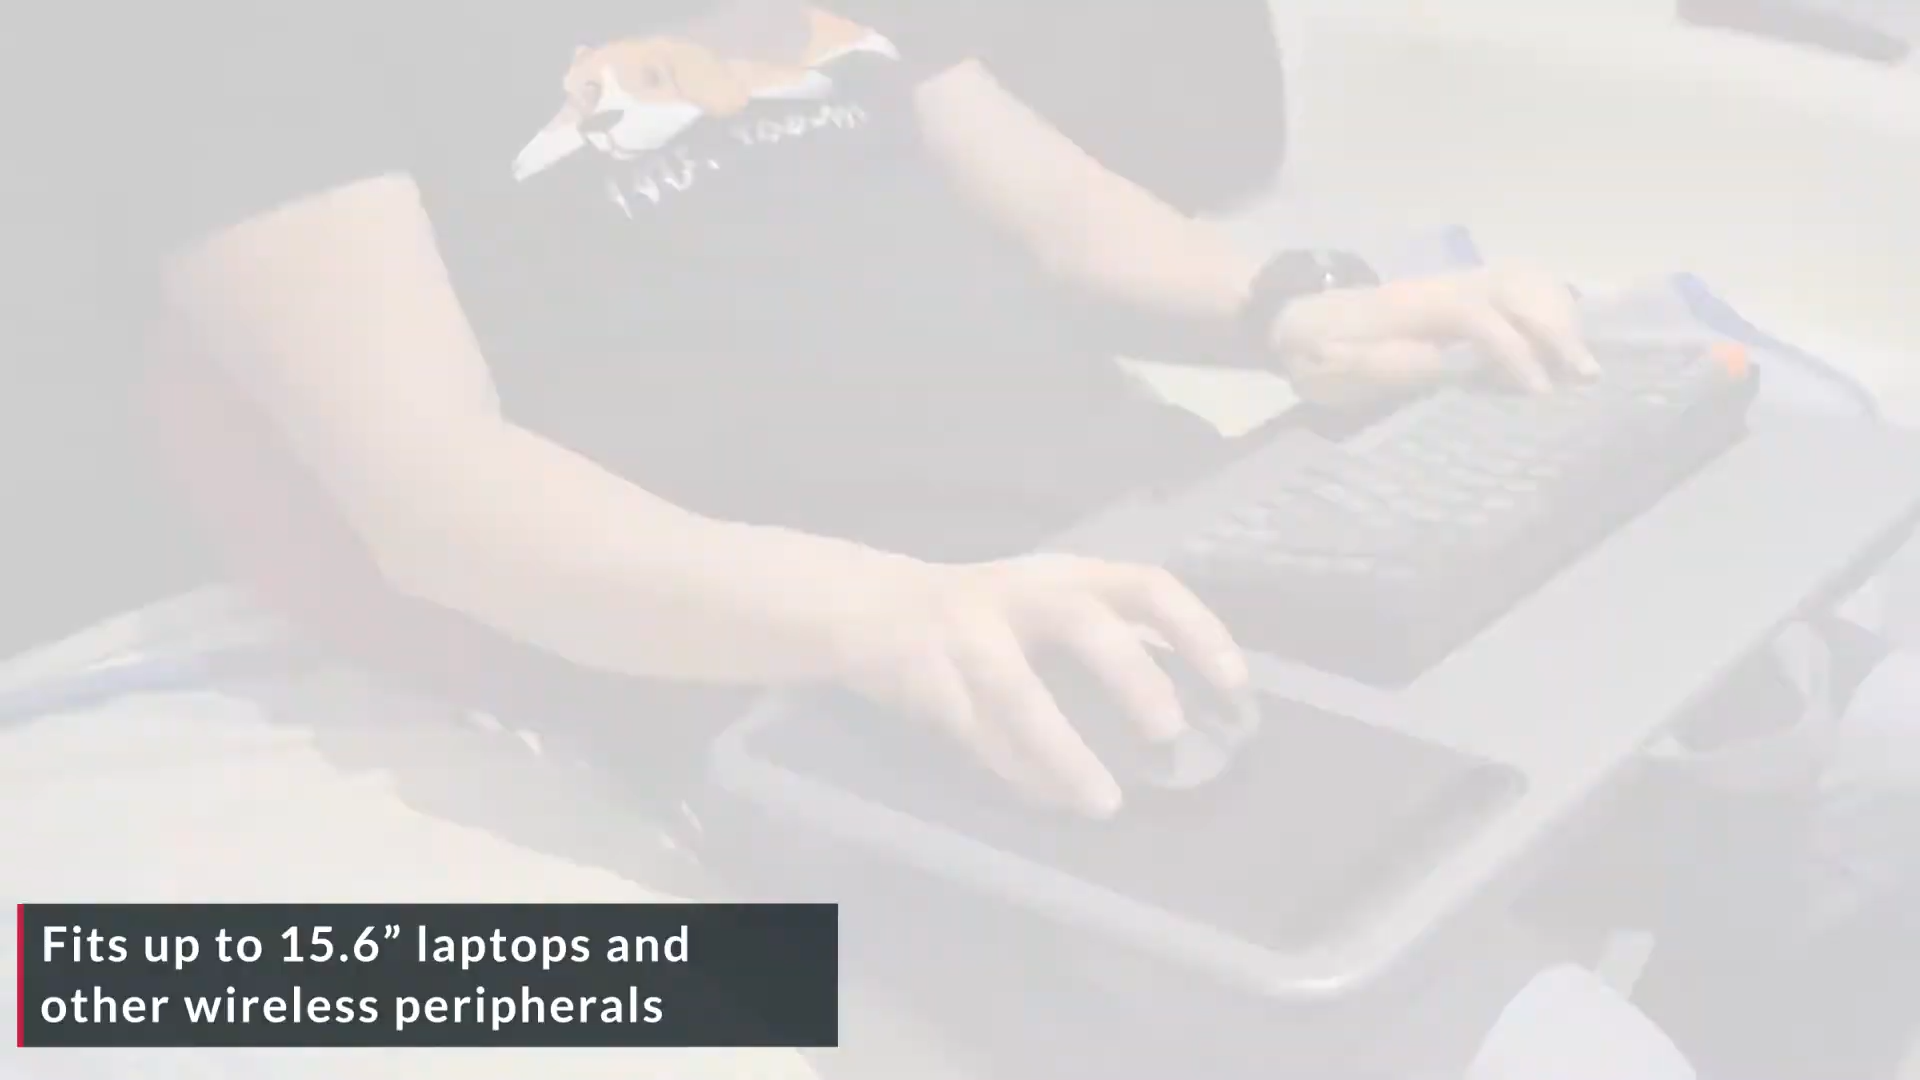 Fits up to 15.6” laptops and
other wireless peripherals